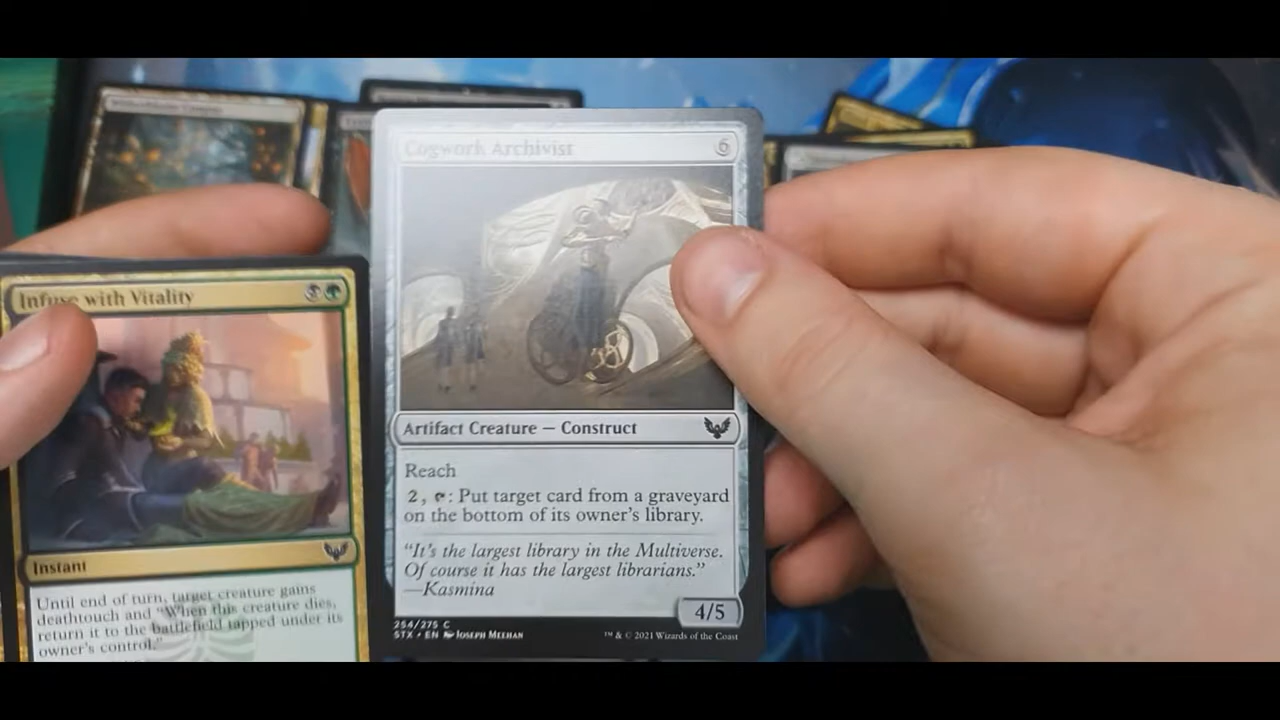 Cogwork Archivist 6
Artifact Creature — Construct
Reach
2, T: Put target card from a graveyard
on the bottom of its owner's library.
"It's the largest library in the Multiverse.
Of course it has the largest librarians."
—Kasmina
4/5
254/275 C
STX • EN Joseph Meehan
™ & © 2021 Wizards of the Coast
Infuse with Vitality
Instant
Until end of turn, target creature gains
deathtouch and "When this creature dies,
return it to the battlefield tapped under its
owner's control."